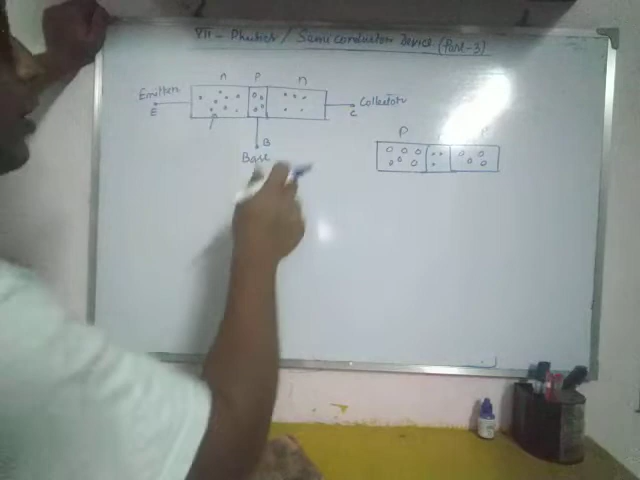 XII - Physics / Semiconductor Device (Part-3)
n P n
Emitter
E
Collector
C
B
Base
P P